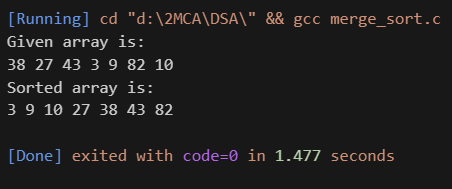 [Running] cd "d:\2MCA\DSA\" && gcc merge_sort.c
Given array is:
38 27 43 3 9 82 10
Sorted array is:
3 9 10 27 38 43 82
[Done] exited with code=0 in 1.477 seconds